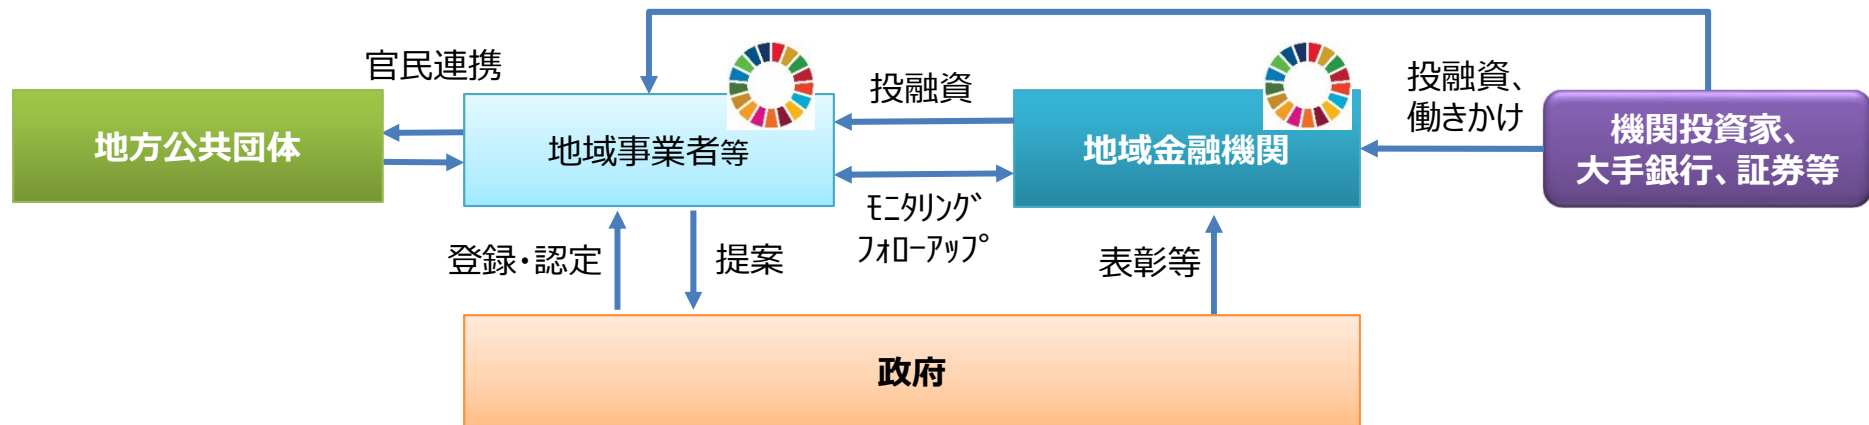 官民連携
投融資
投融資、
働きかけ
地方公共団体
地域事業者等
地域金融機関
機関投資家、
大手銀行、証券等
ﾓﾆﾀﾘﾝｸﾞ
ﾌｫﾛｰｱｯﾌﾟ
登録・認定
提案
表彰等
政府